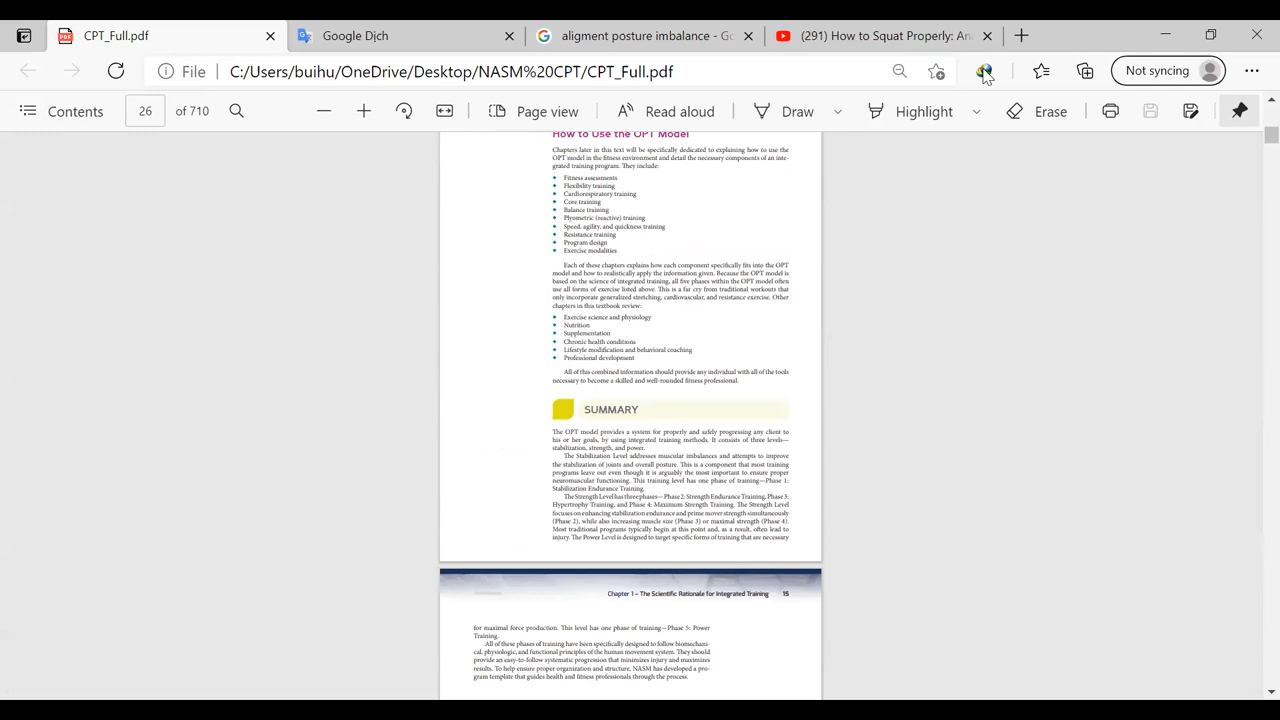 CPT_Full.pdf
Google Dịch
aligment posture imbalance - Go
(291) How to Squat Properly: An
File
C:/Users/buihu/OneDrive/Desktop/NASM%20CPT/CPT_Full.pdf
Not syncing
Contents
26
of 710
Page view
Read aloud
Draw
Highlight
Erase
How to Use the OPT Model
Chapters later in this text will be specifically dedicated to explaining how to use the
OPT model in the fitness environment and detail the necessary components of an inte-
grated training program. They include:
Fitness assessments
Flexibility training
Cardiorespiratory training
Core training
Balance training
Plyometric (reactive) training
Speed, agility, and quickness training
Resistance training
Program design
Exercise modalities
Each of these chapters explains how each component specifically fits into the OPT
model and how to realistically apply the information given. Because the OPT model is
based on the science of integrated training, all five phases within the OPT model often
use all forms of exercise listed above. This is a far cry from traditional workouts that
only incorporate generalized stretching, cardiovascular, and resistance exercise. Other
chapters in this textbook review:
Exercise science and physiology
Nutrition
Supplementation
Chronic health conditions
Lifestyle modification and behavioral coaching
Professional development
All of this combined information should provide any individual with all of the tools
necessary to become a skilled and well-rounded fitness professional.
SUMMARY
The OPT model provides a system for properly and safely progressing any client to
his or her goals, by using integrated training methods. It consists of three levels—
stabilization, strength, and power.
The Stabilization Level addresses muscular imbalances and attempts to improve
the stabilization of joints and overall posture. This is a component that most training
programs leave out even though it is arguably the most important to ensure proper
neuromuscular functioning. This training level has one phase of training—Phase 1:
Stabilization Endurance Training.
The Strength Level has three phases—Phase 2: Strength Endurance Training, Phase 3:
Hypertrophy Training, and Phase 4: Maximum Strength Training. The Strength Level
focuses on enhancing stabilization endurance and prime mover strength simultaneously
(Phase 2), while also increasing muscle size (Phase 3) or maximal strength (Phase 4).
Most traditional programs typically begin at this point and, as a result, often lead to
injury. The Power Level is designed to target specific forms of training that are necessary
Chapter 1 – The Scientific Rationale for Integrated Training 15
for maximal force production. This level has one phase of training—Phase 5: Power
Training.
All of these phases of training have been specifically designed to follow biomechani-
cal, physiologic, and functional principles of the human movement system. They should
provide an easy-to-follow systematic progression that minimizes injury and maximizes
results. To help ensure proper organization and structure, NASM has developed a pro-
gram template that guides health and fitness professionals through the process.